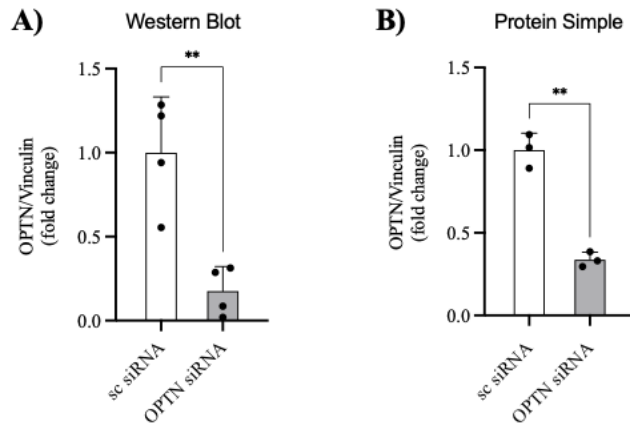 A)
Western Blot
**
1.5
1.0
0.5
0.0
OPTN/Vinculin
(fold change)
sc siRNA
OPTN siRNA
B)
Protein Simple
**
1.5
1.0
0.5
0.0
OPTN/Vinculin
(fold change)
sc siRNA
OPTN siRNA